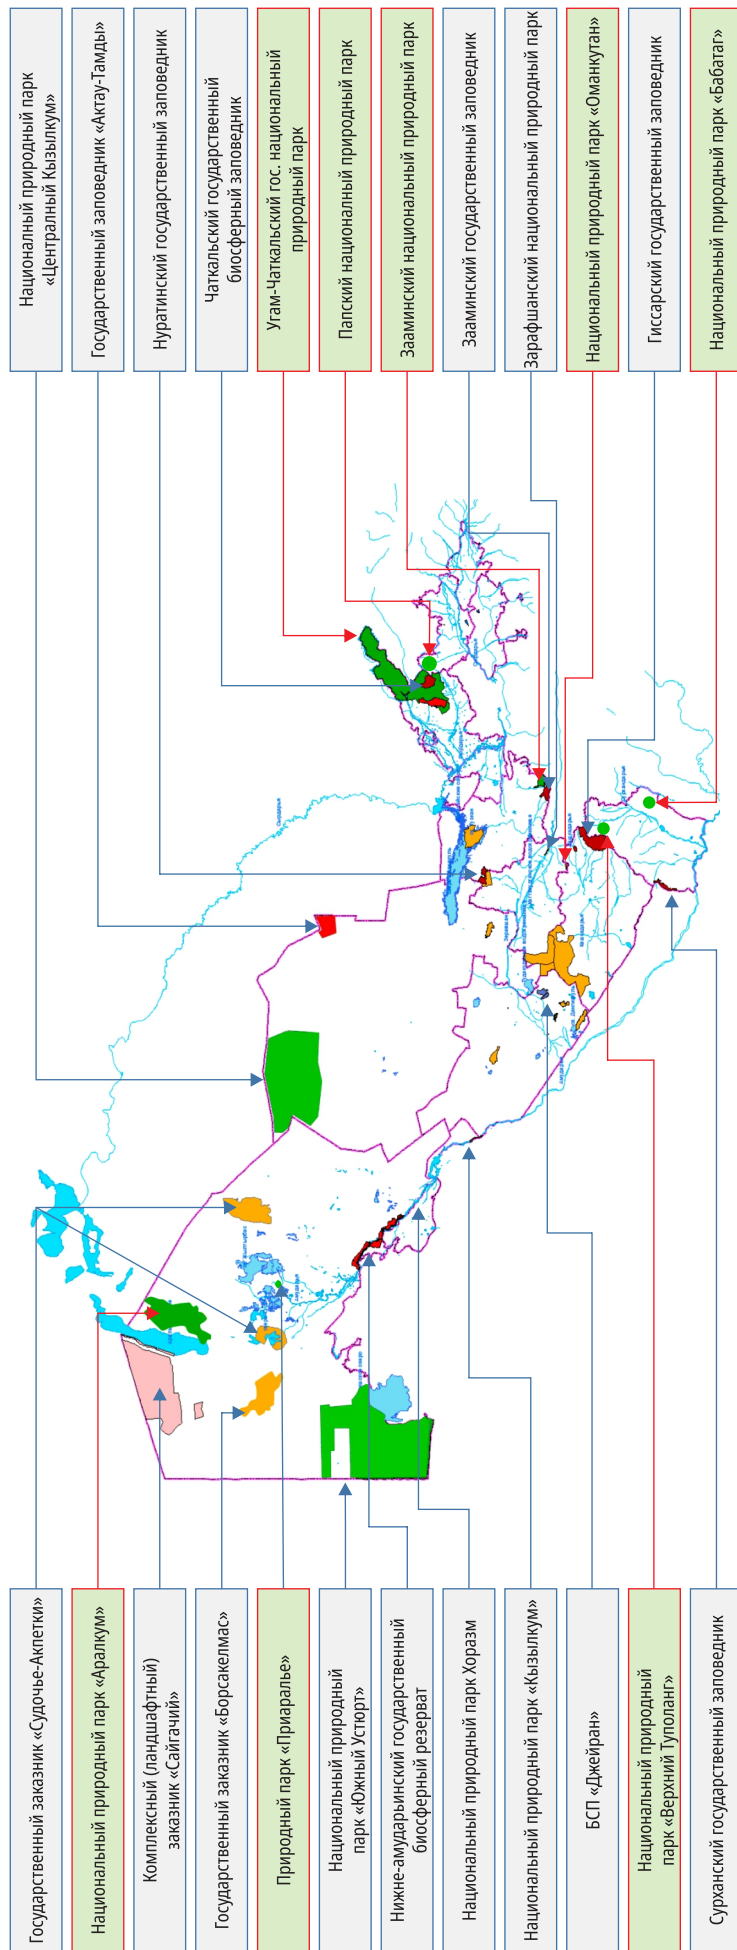 Националный природный парк
«Централный Кызылкум»
Государственный заповедник «Актау-Тамды»
Нуратинский государственный заповедник
Чаткальский государственный
биосферный заповедник
Угам-Чаткальский гос. национальный
природный парк
Папский националный природный парк
Зааминский национальный природный парк
Зааминский государственный заповедник
Зарафшанский национальный природный парк
Национальный природный парк «Оманкутан»
Гиссарский государственный заповедник
Национальный природный парк «Бабатаг»
Государственный заказник «Судочье-Акпетки»
Национальный природный парк «Аралкум»
Комплексный (ландшафтный)
заказник «Сайгачий»
Государственный заказник «Борсакелмас»
Природный парк «Приаралье»
Национальный природный
парк «Южный Устюрт»
Нижне-амударьинский государственный
биосферный резерват
Национальный природный парк Хоразм
Национальный природный парк «Кызылкум»
БСП «Джейран»
Национальный природный
парк «Верхний Туполанг»
Сурханский государственный заповедник